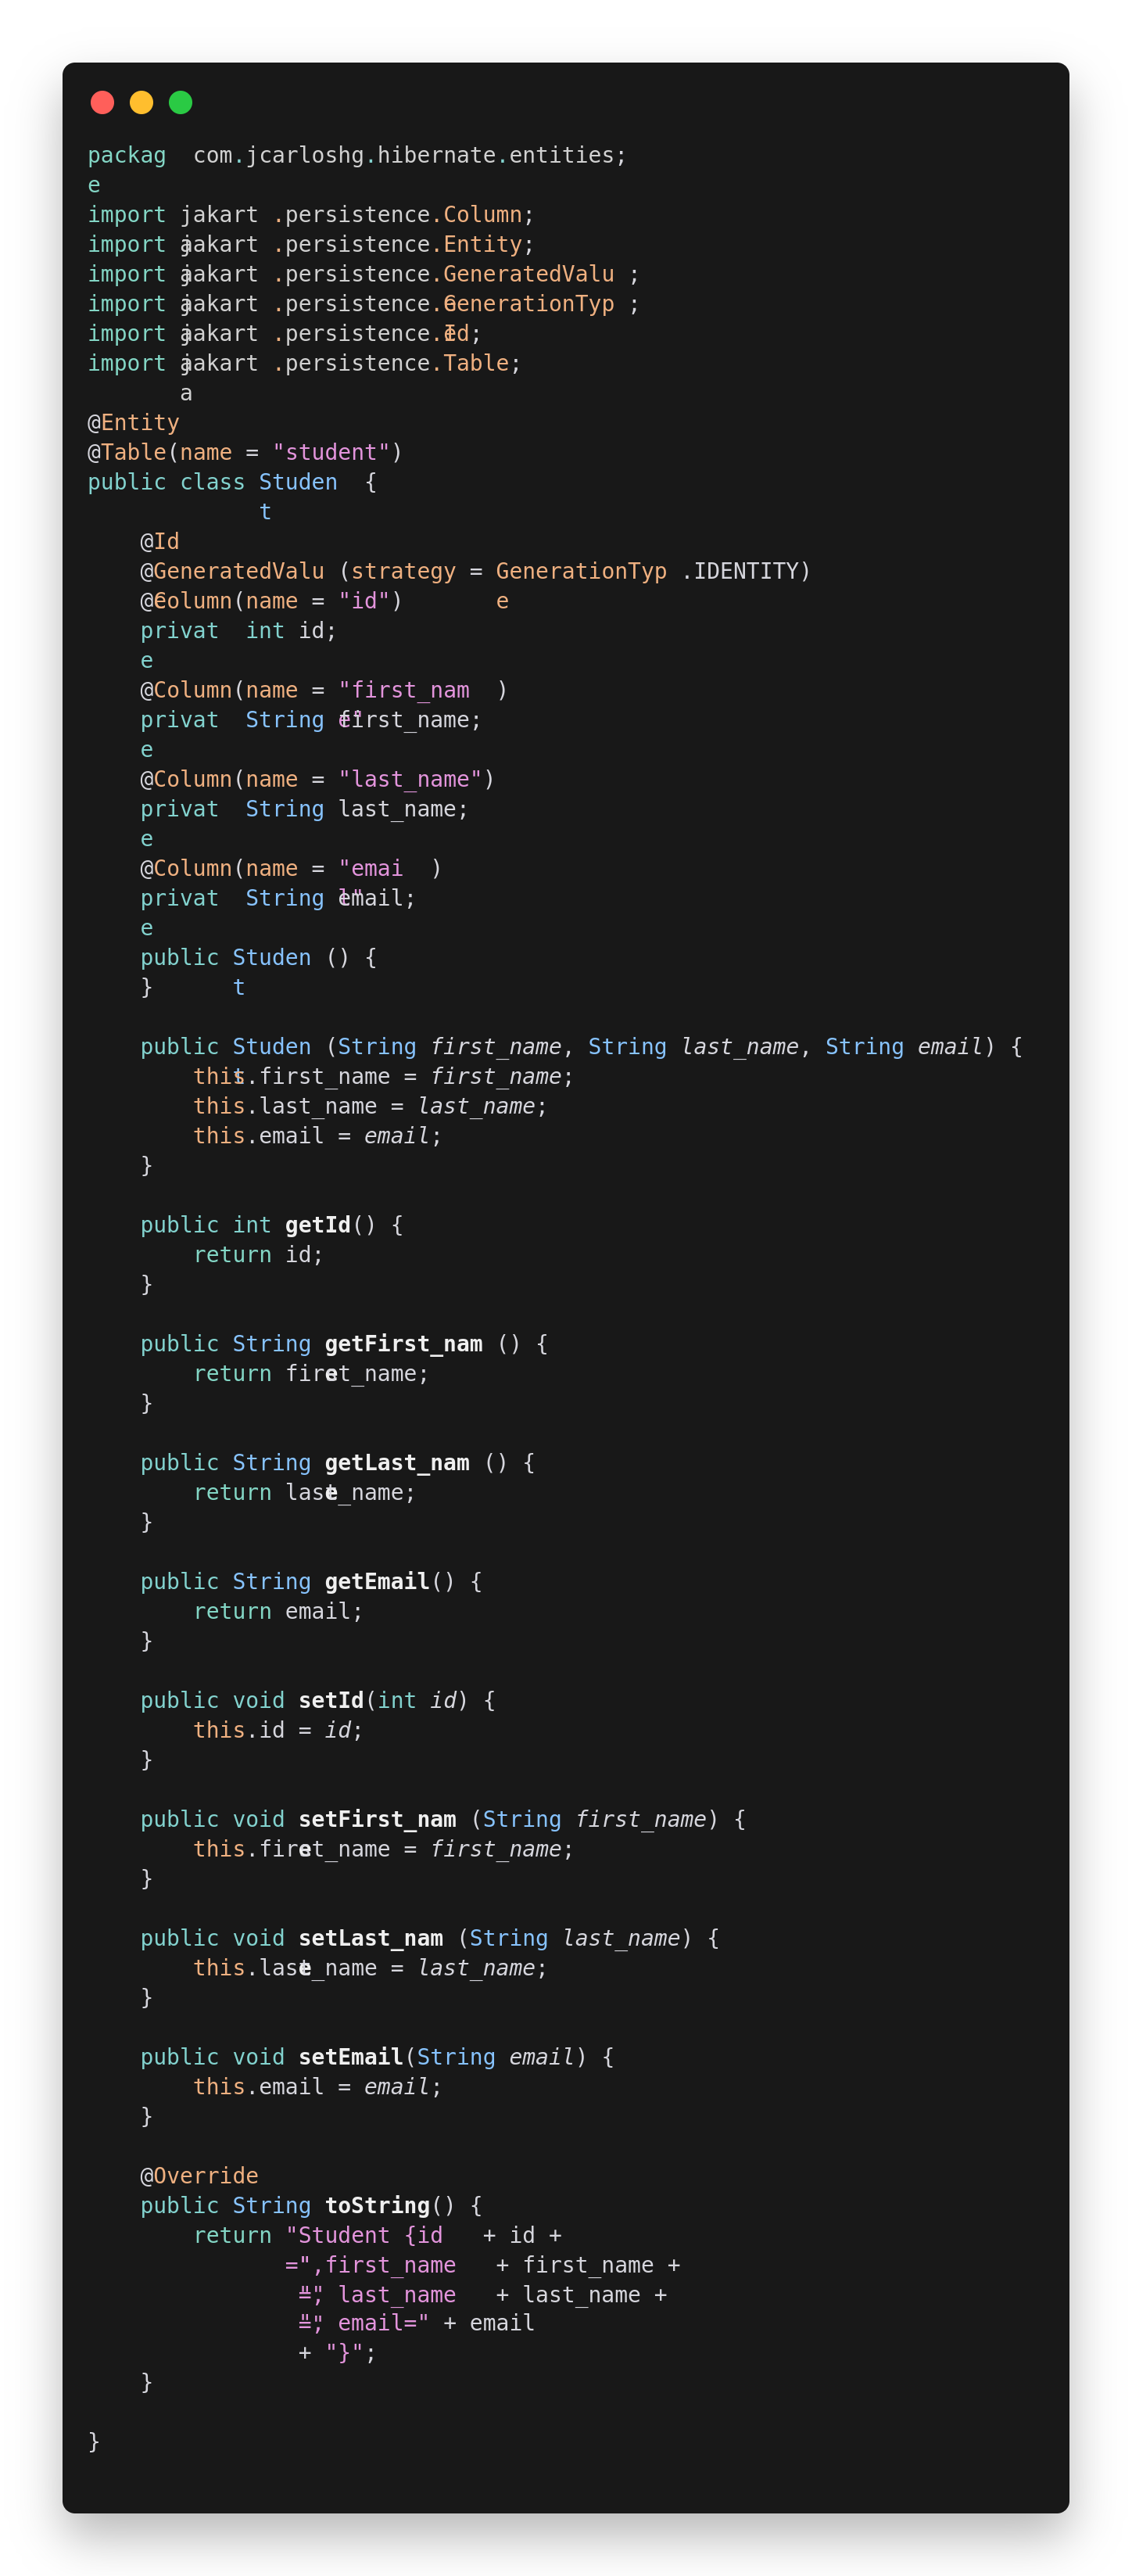 package com.jcarloshg.hibernate.entities;
import jakarta.persistence.Column;
import jakarta.persistence.Entity;
import jakarta.persistence.GeneratedValue;
import jakarta.persistence.GenerationType;
import jakarta.persistence.Id;
import jakarta.persistence.Table;
@Entity
@Table(name = "student")
public class Student {
@Id
@GeneratedValue(strategy = GenerationType.IDENTITY)
@Column(name = "id")
private int id;
@Column(name = "first_name")
private String first_name;
@Column(name = "last_name")
private String last_name;
@Column(name = "email")
private String email;
public Student() {
}
public Student(String first_name, String last_name, String email) {
this.first_name = first_name;
this.last_name = last_name;
this.email = email;
}
public int getId() {
return id;
}
public String getFirst_name() {
return first_name;
}
public String getLast_name() {
return last_name;
}
public String getEmail() {
return email;
}
public void setId(int id) {
this.id = id;
}
public void setFirst_name(String first_name) {
this.first_name = first_name;
}
public void setLast_name(String last_name) {
this.last_name = last_name;
}
public void setEmail(String email) {
this.email = email;
}
@Override
public String toString() {
return "Student {id=" + id +
",first_name=" + first_name +
", last_name=" + last_name +
", email=" + email
+ "}";
}
}